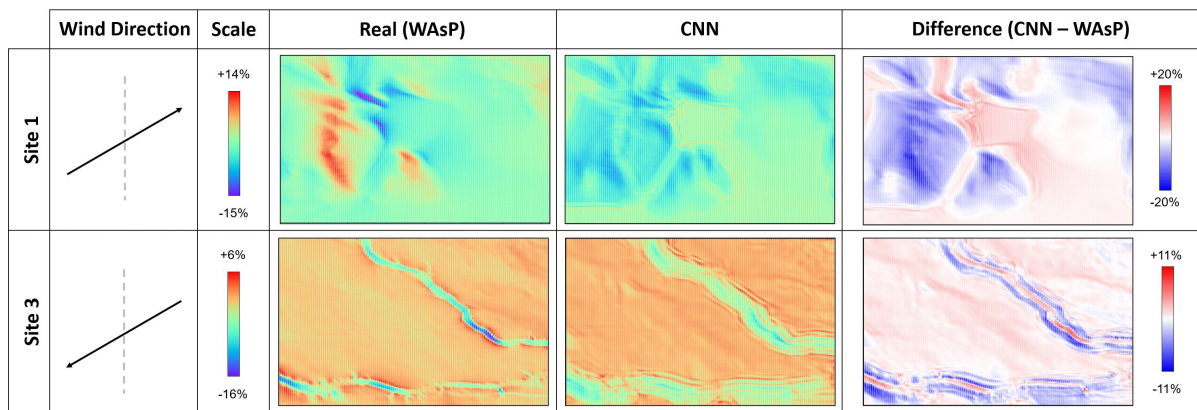 Wind Direction Scale Real (WAsP) CNN Difference (CNN – WAsP)
Site 1
+14%
-15%
+20%
-20%
Site 3
+6%
-16%
+11%
-11%